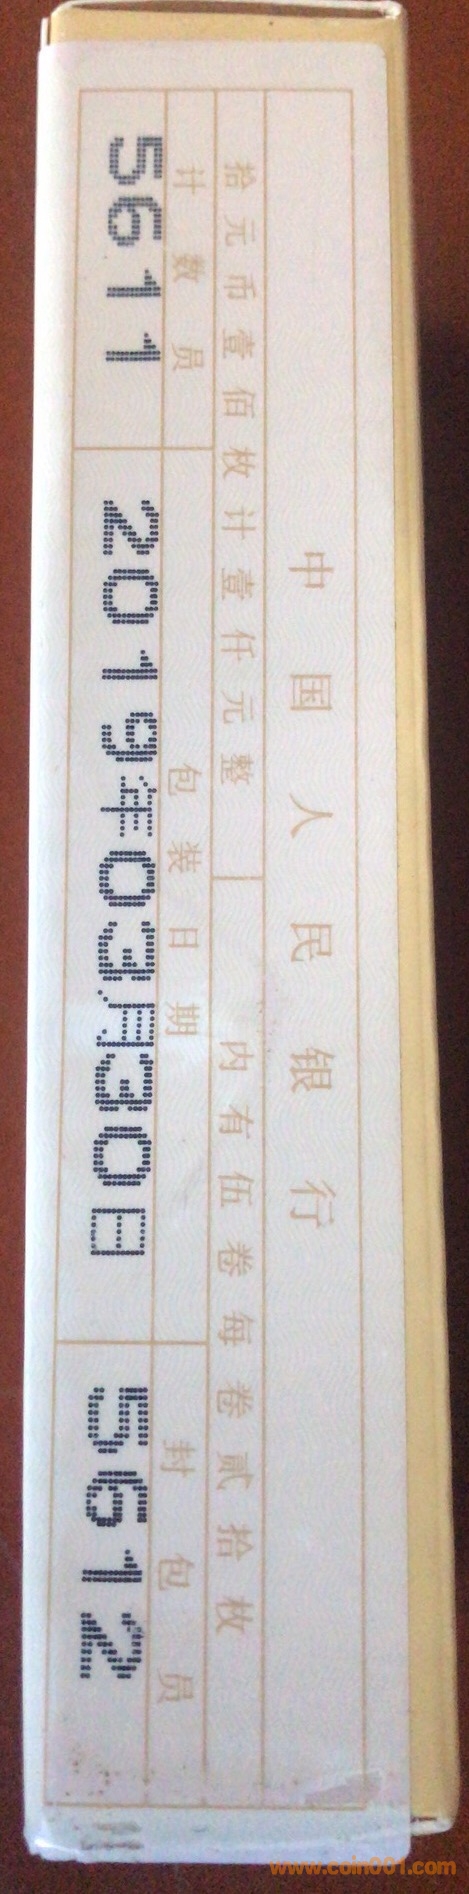 中国人民银行
拾元币壹佰枚计壹仟元整 内有伍卷每卷贰拾枚
计数员 包装日期 封包员
5611 2019年03月30日 5612
www.coin001.com